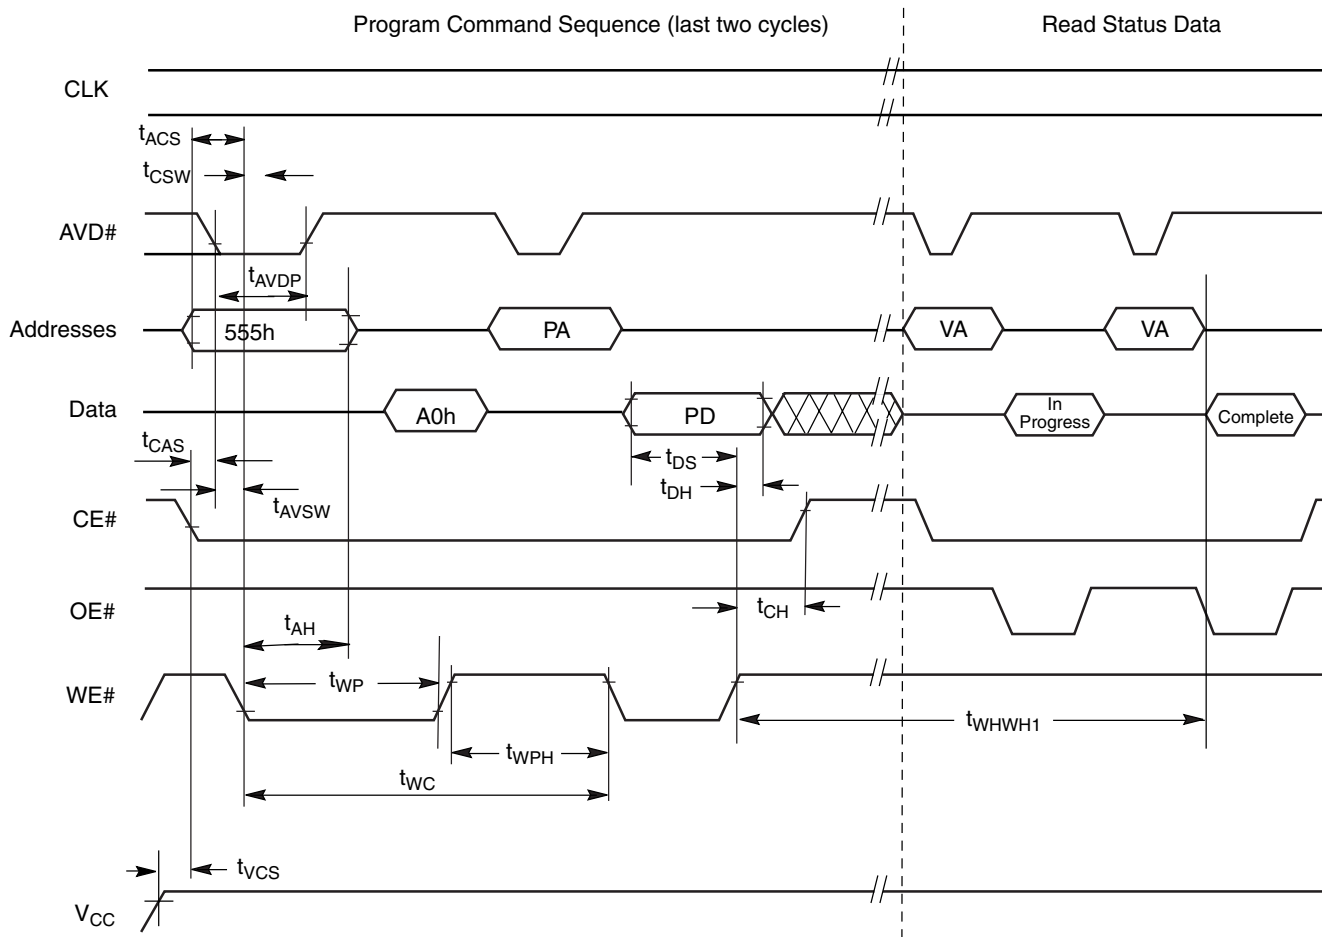 Program Command Sequence (last two cycles) Read Status Data
CLK
tACS
tCSW
AVD#
tAVDP
Addresses 555h PA VA VA
Data A0h PD In Progress Complete
tCAS tDS
tDH
tAVSW
CE#
OE# tCH
tAH
WE# tWP
tWHWH1
tWPH
tWC
tVCS
VCC